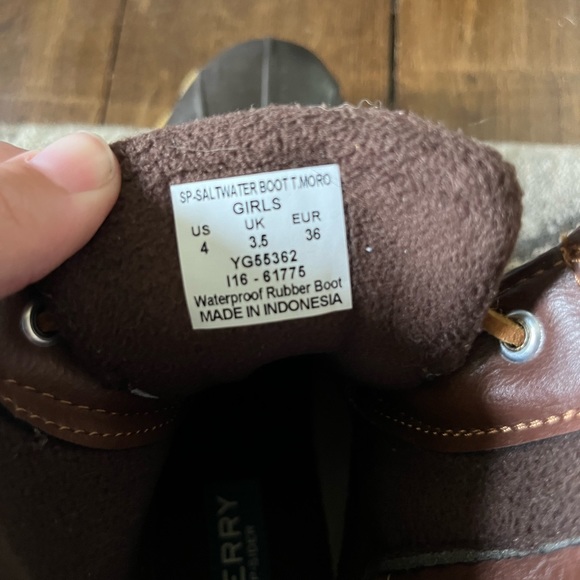 SP-SALTWATER BOOT T.MORO
GIRLS
US UK EUR
4 3.5 36
YG55362
I16 - 61775
Waterproof Rubber Boot
MADE IN INDONESIA
ERRY